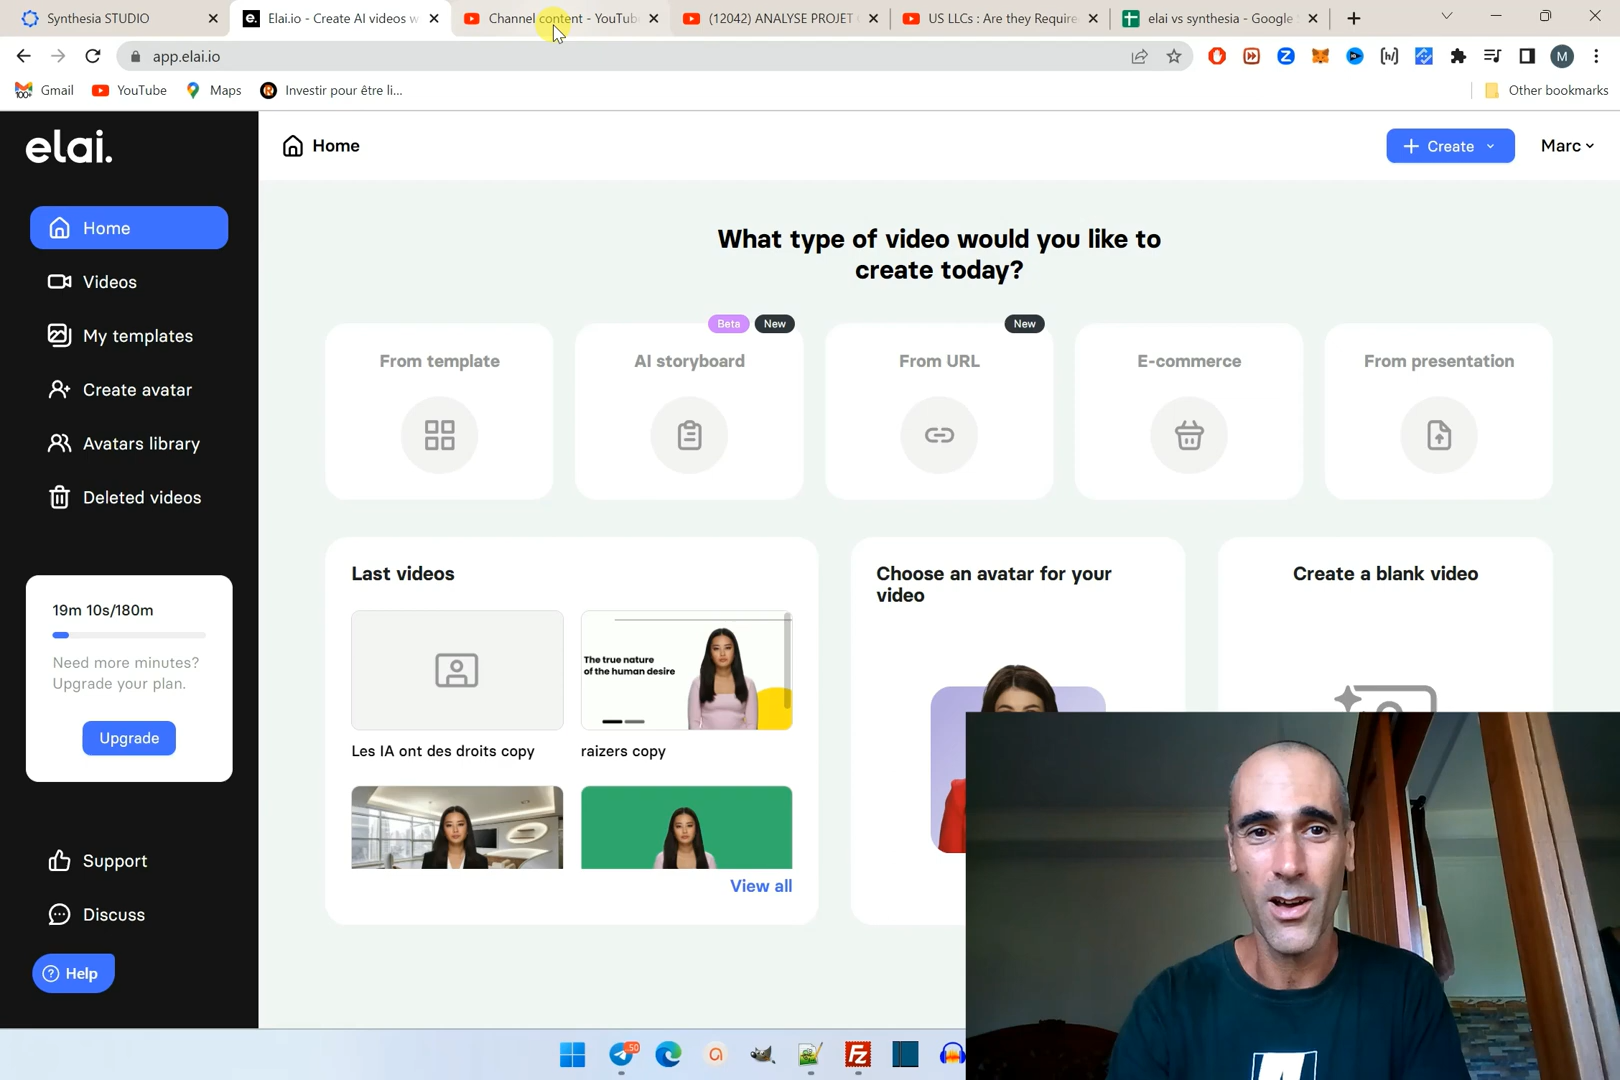 Synthesia STUDIO
Elai.io - Create AI videos w
Channel content - YouTub
(12042) ANALYSE PROJET
US LLCs : Are they Require
elai vs synthesia - Google
app.elai.io
M
100+
Gmail
YouTube
Maps
Investir pour être li...
Other bookmarks
elai.
Home
Create
Marc
Home
Videos
My templates
Create avatar
Avatars library
Deleted videos
What type of video would you like to
create today?
Beta
New
New
From template
AI storyboard
From URL
E-commerce
From presentation
19m 10s/180m
Need more minutes?
Upgrade your plan.
Upgrade
Last videos
The true nature
of the human desire
Les IA ont des droits copy
raizers copy
View all
Choose an avatar for your
video
Create a blank video
Support
Discuss
Help
50